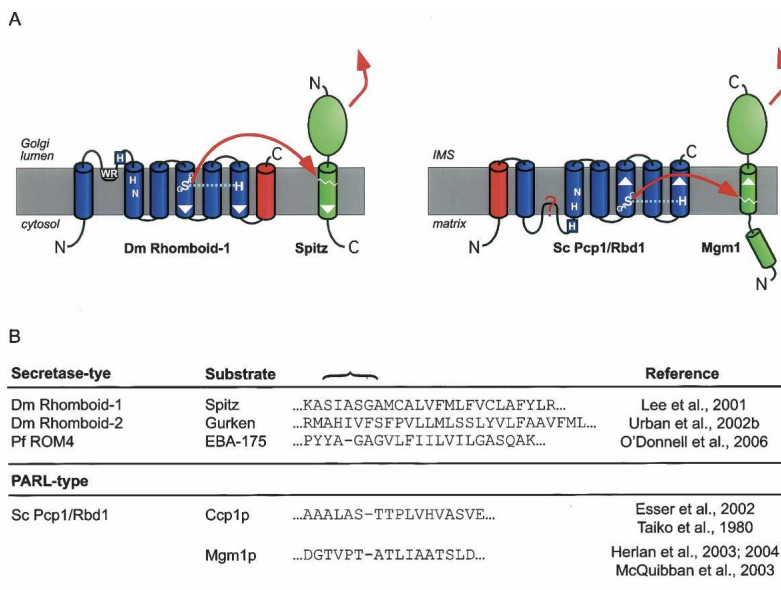 A
N
C
Golgi
lumen
IMS
H
WR
H
N
G
S
G
H
C
N
H
H
?
H
G
S
G
H
C
cytosol
matrix
N
Dm Rhomboid-1
Spitz
C
N
Sc Pcp1/Rbd1
Mgm1
N
B
Secretase-tye Substrate Reference
Dm Rhomboid-1 Spitz ...KASIASGAMCALVFMLFVCLAFYLR... Lee et al., 2001
Dm Rhomboid-2 Gurken ...RMAHIVFSFPVLLMLSSLYVLFAAVFML... Urban et al., 2002b
Pf ROM4 EBA-175 ...PYYA-GAGVLFIILVILGASQAK... O'Donnell et al., 2006
PARL-type
Sc Pcp1/Rbd1 Ccp1p ...AAALAS-TTPLVHVASVE... Esser et al., 2002
Taiko et al., 1980
Mgm1p ...DGTVPT-ATLIAATSLD... Herlan et al., 2003; 2004
McQuibban et al., 2003